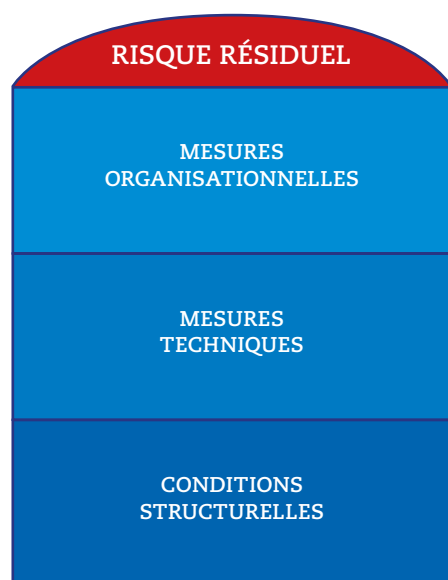 RISQUE RÉSIDUEL
MESURES
ORGANISATIONNELLES
MESURES
TECHNIQUES
CONDITIONS
STRUCTURELLES